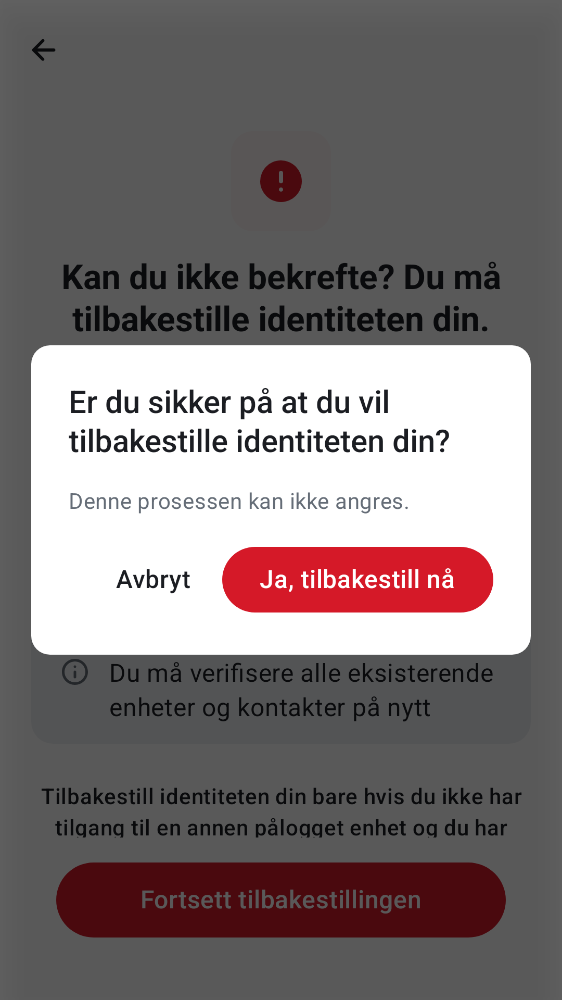 Kan du ikke bekrefte? Du må
tilbakestille identiteten din.
Er du sikker på at du vil
tilbakestille identiteten din?
Denne prosessen kan ikke angres.
Avbryt
Ja, tilbakestill nå
Du må verifisere alle eksisterende
enheter og kontakter på nytt
Tilbakestill identiteten din bare hvis du ikke har
tilgang til en annen pålogget enhet og du har
Fortsett tilbakestillingen